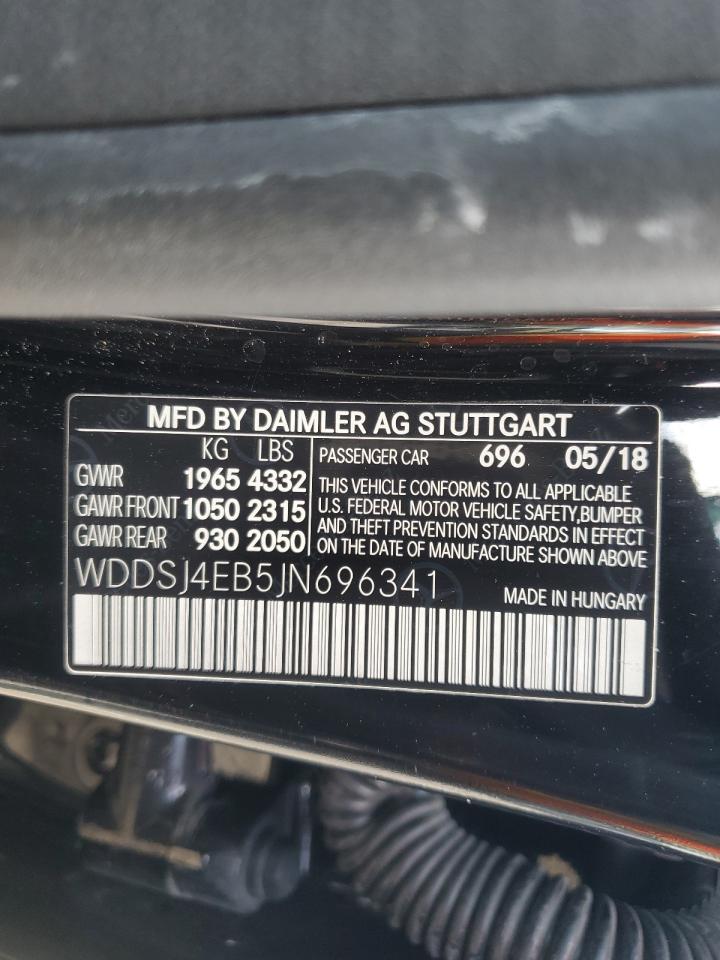 MFD BY DAIMLER AG STUTTGART
KG LBS
GVWR 1965 4332
GAWR FRONT 1050 2315
GAWR REAR 930 2050
PASSENGER CAR 696 05/18
THIS VEHICLE CONFORMS TO ALL APPLICABLE
U.S. FEDERAL MOTOR VEHICLE SAFETY,BUMPER
AND THEFT PREVENTION STANDARDS IN EFFECT
ON THE DATE OF MANUFACTURE SHOWN ABOVE
WDDSJ4EB5JN696341
MADE IN HUNGARY